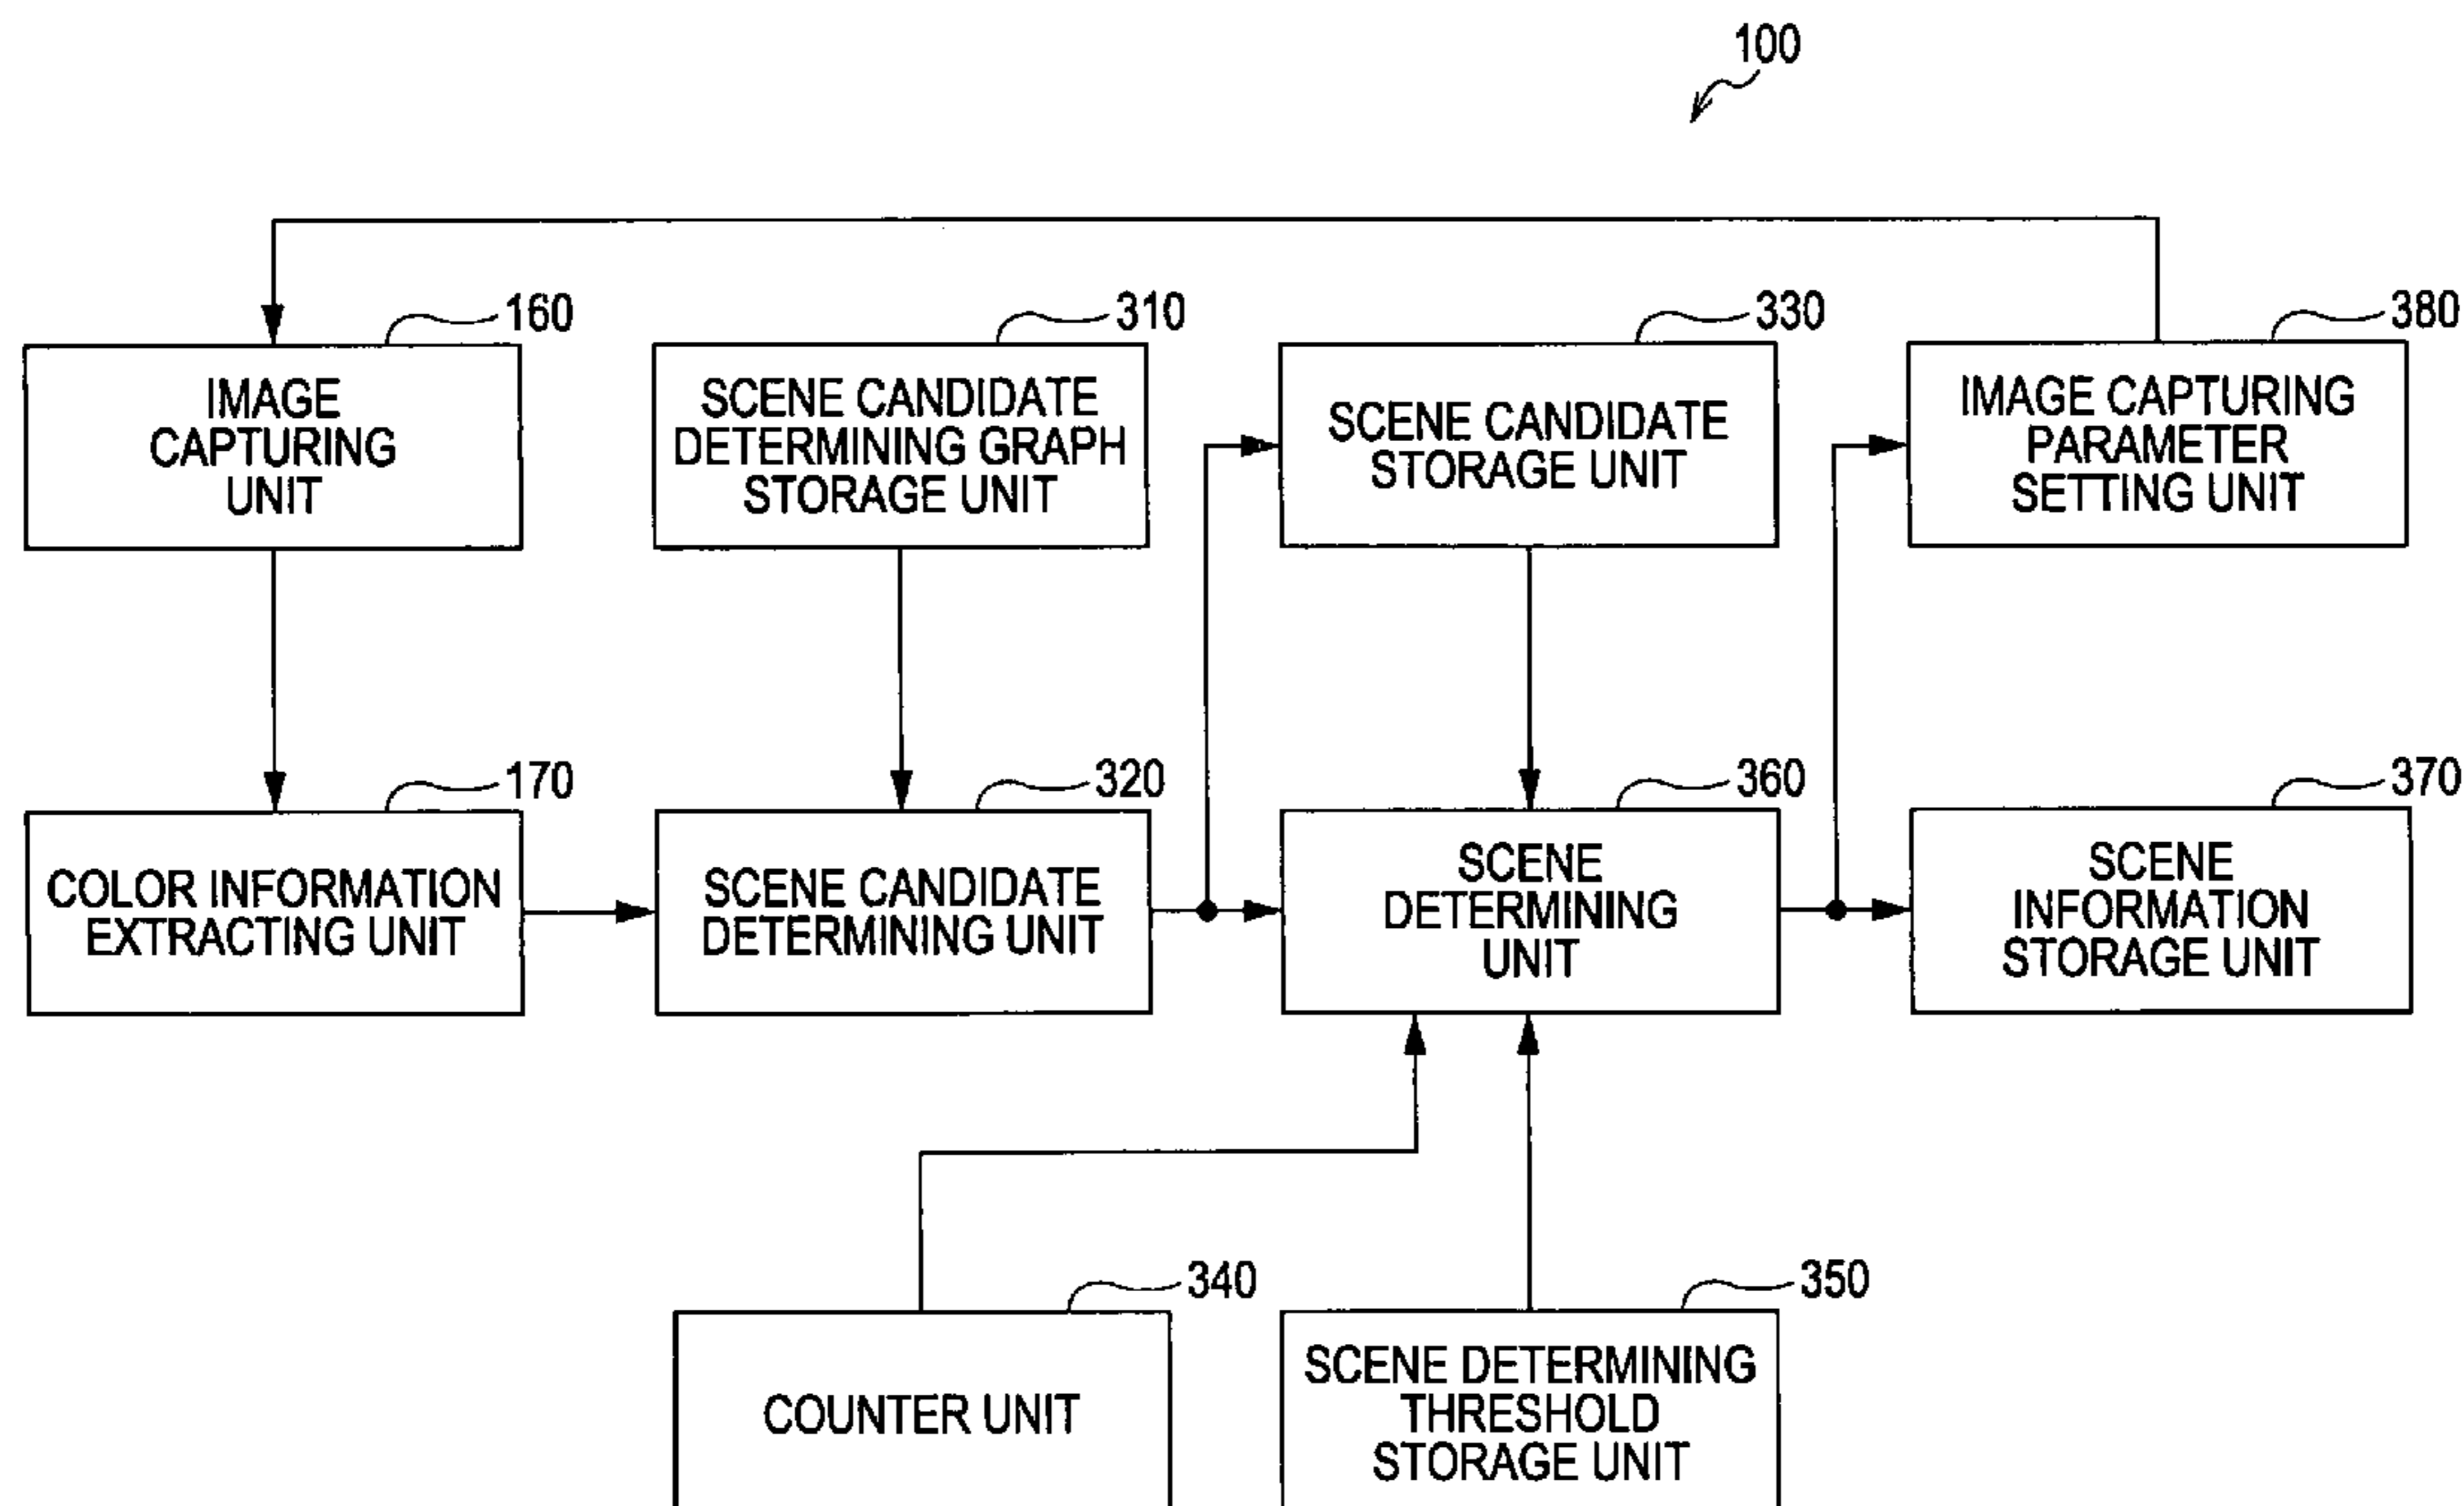 100
160
310
330
380
IMAGE
CAPTURING
UNIT
SCENE CANDIDATE
DETERMINING GRAPH
STORAGE UNIT
SCENE CANDIDATE
STORAGE UNIT
IMAGE CAPTURING
PARAMETER
SETTING UNIT
170
320
360
370
COLOR INFORMATION
EXTRACTING UNIT
SCENE CANDIDATE
DETERMINING UNIT
SCENE
DETERMINING
UNIT
SCENE
INFORMATION
STORAGE UNIT
340
350
COUNTER UNIT
SCENE DETERMINING
THRESHOLD
STORAGE UNIT